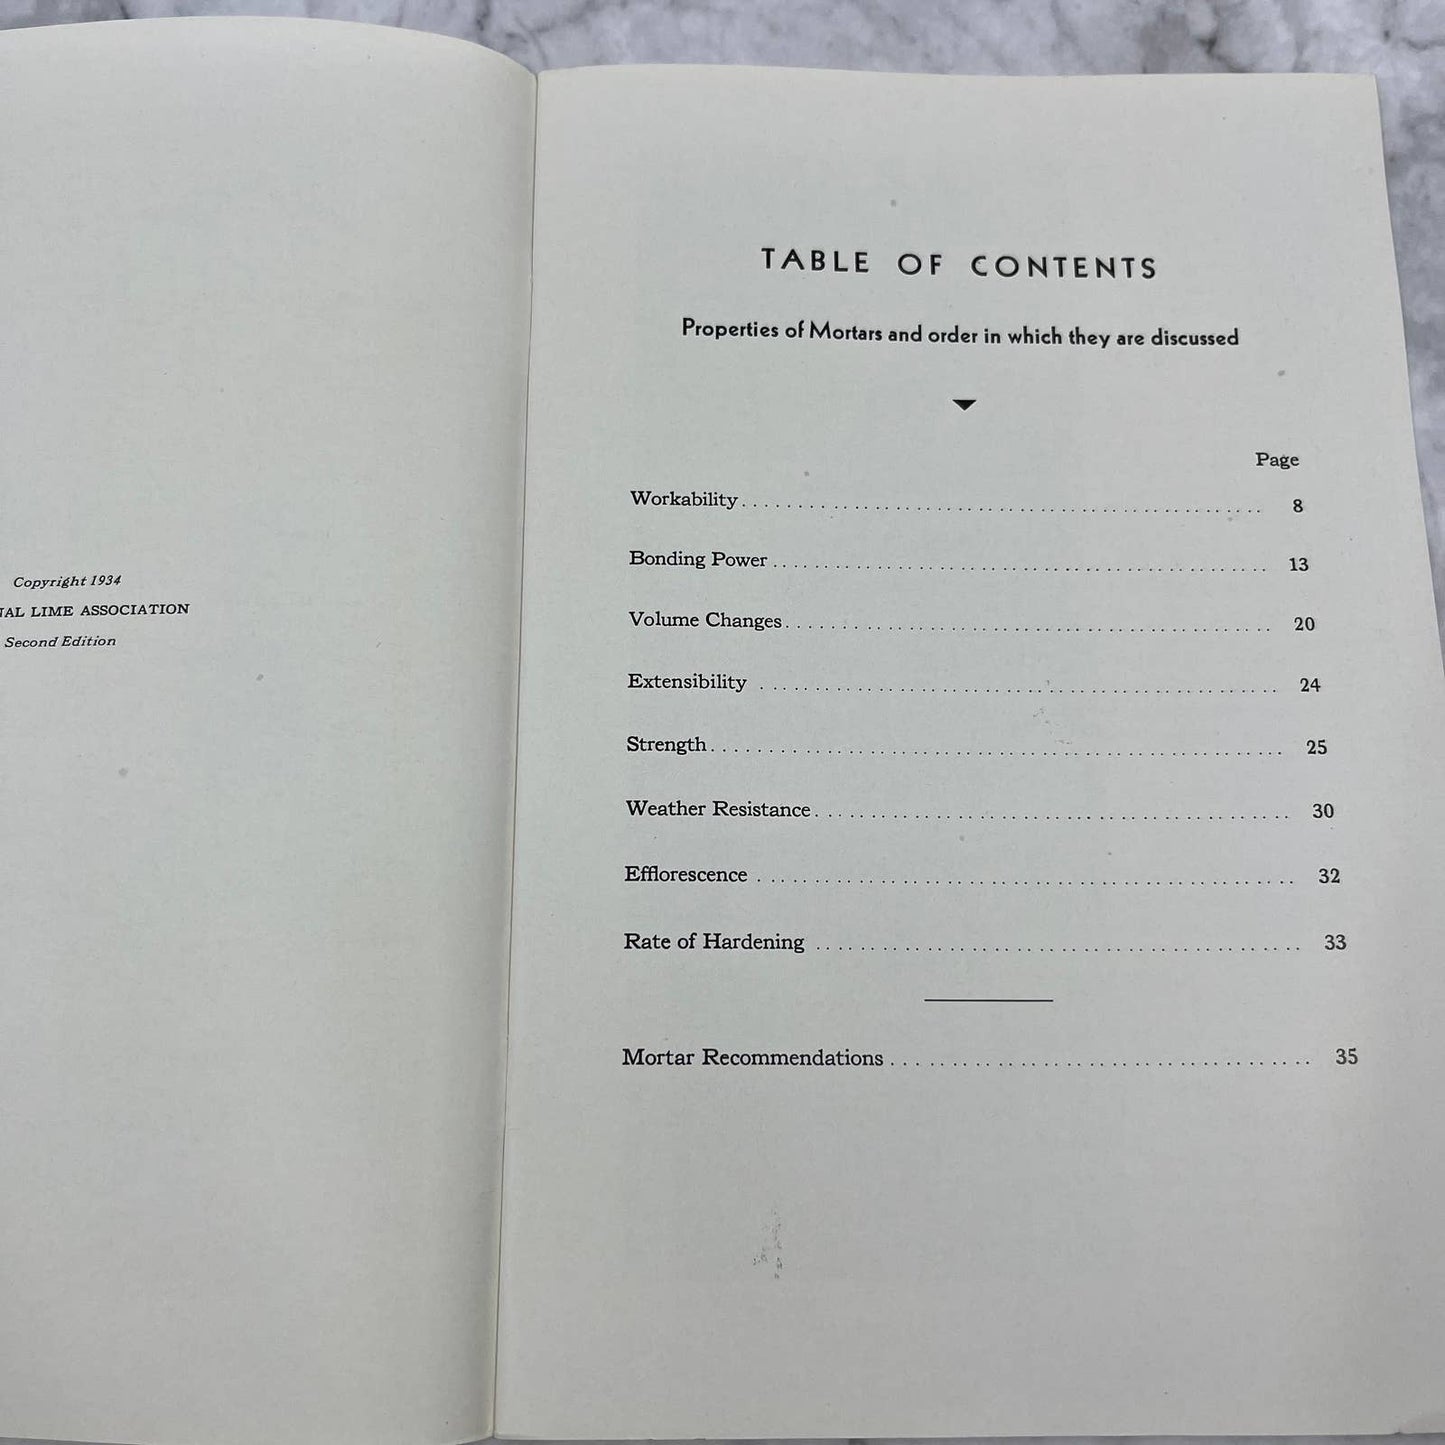 Copyright 1934
LIME ASSOCIATION
Second Edition
TABLE OF CONTENTS
Properties of Mortars and order in which they are discussed
Page
Workability 8
Bonding Power 13
Volume Changes 20
Extensibility 24
Strength 25
Weather Resistance 30
Efflorescence 32
Rate of Hardening 33
Mortar Recommendations 35